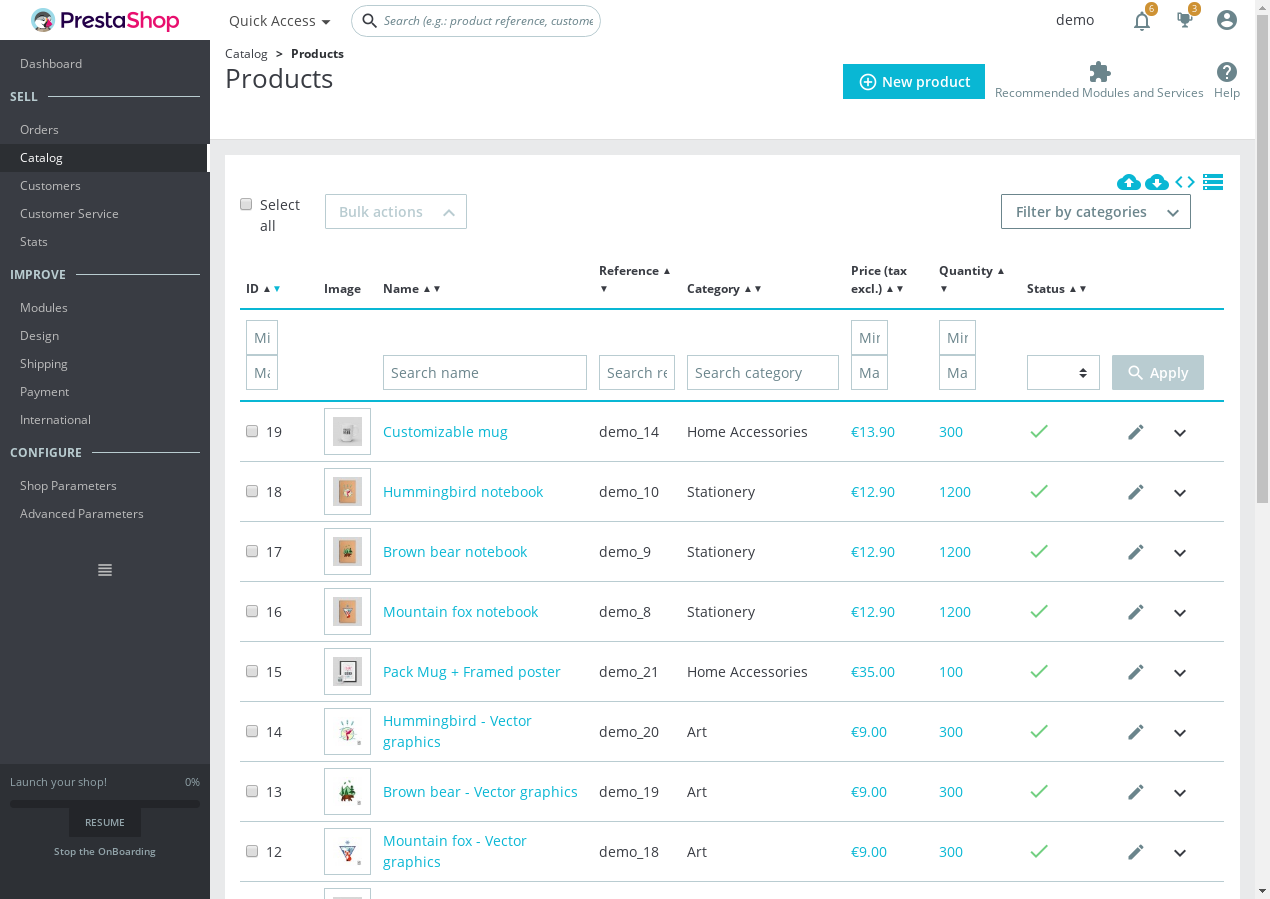 PrestaShop
Quick Access
Search (e.g.: product reference, custome
demo
6
3
Dashboard
SELL
Orders
Catalog
Customers
Customer Service
Stats
IMPROVE
Modules
Design
Shipping
Payment
International
CONFIGURE
Shop Parameters
Advanced Parameters
Launch your shop! 0%
RESUME
Stop the OnBoarding
Catalog > Products
Products
New product
Recommended Modules and Services
Help
Select
all
Bulk actions
Filter by categories
ID Image Name Reference Category Price (tax excl.) Quantity Status
Mi
Ma
Search name
Search re
Search category
Min
Ma
Min
Ma
Apply
19 Customizable mug demo_14 Home Accessories €13.90 300
18 Hummingbird notebook demo_10 Stationery €12.90 1200
17 Brown bear notebook demo_9 Stationery €12.90 1200
16 Mountain fox notebook demo_8 Stationery €12.90 1200
15 Pack Mug + Framed poster demo_21 Home Accessories €35.00 100
14 Hummingbird - Vector graphics demo_20 Art €9.00 300
13 Brown bear - Vector graphics demo_19 Art €9.00 300
12 Mountain fox - Vector graphics demo_18 Art €9.00 300